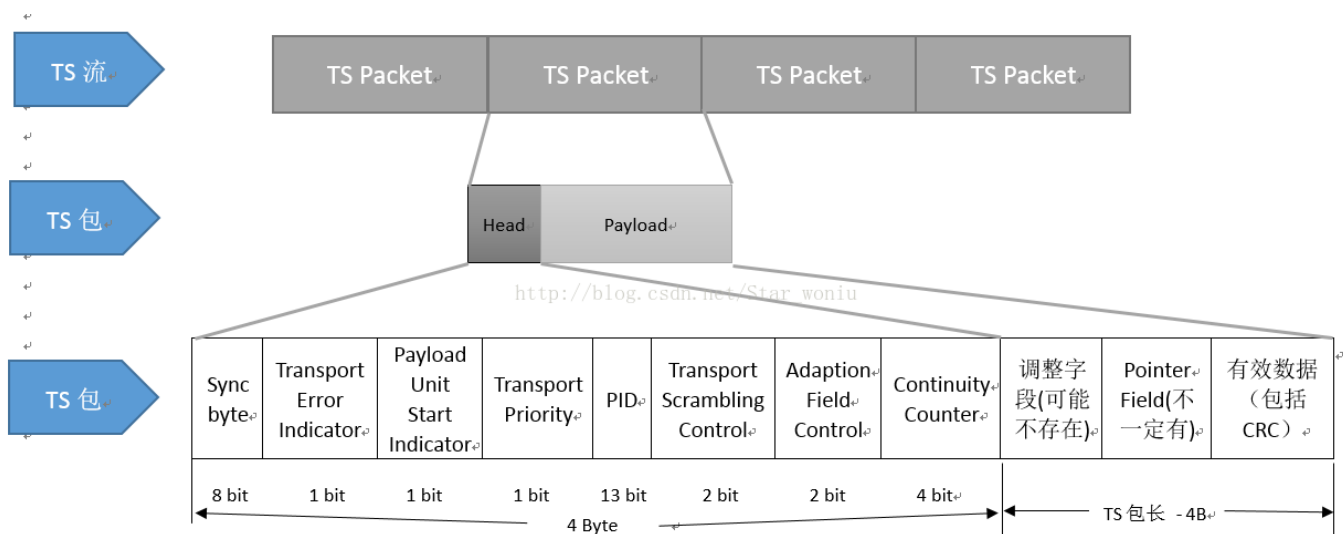 TS 流
TS Packet
TS Packet
TS Packet
TS Packet
TS 包
Head
Payload
http://blog.csdn.net/Star_woniu
TS 包
Sync
byte
Transport
Error
Indicator
Payload
Unit
Start
Indicator
Transport
Priority
PID
Transport
Scrambling
Control
Adaption
Field
Control
Continuity
Counter
调整字
段(可能
不存在)
Pointer
Field(不
一定有)
有效数据
（包括
CRC）
8 bit
1 bit
1 bit
1 bit
13 bit
2 bit
2 bit
4 bit
4 Byte
TS 包长 - 4B